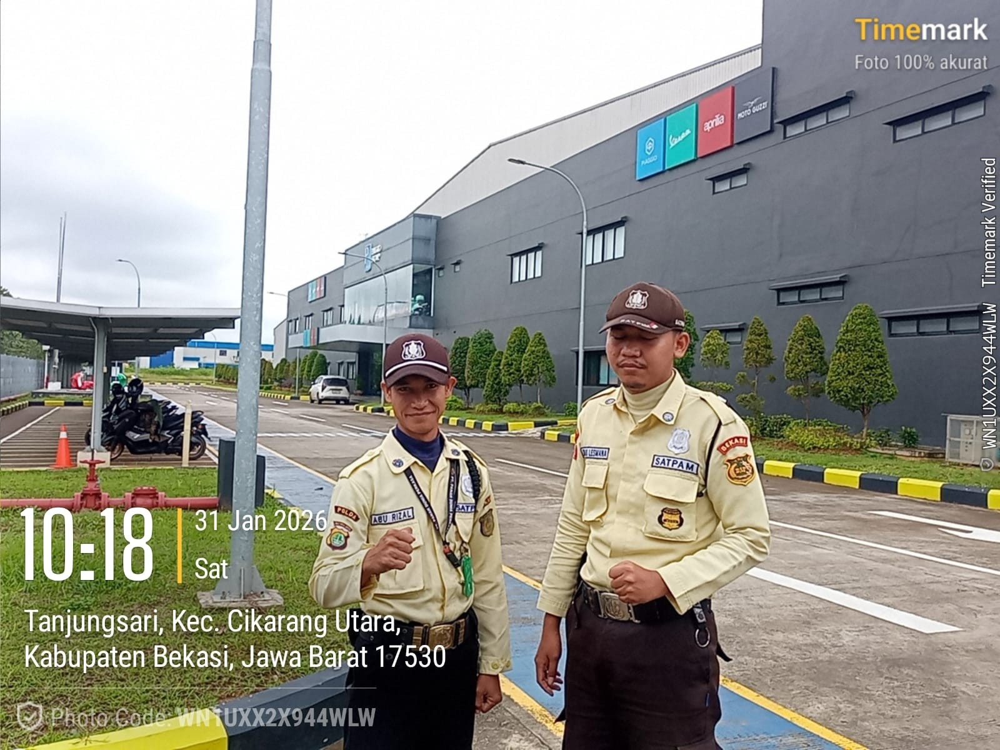 Timemark
Foto 100% akurat
PIAGGIO
Vespa
aprilia
MOTO GUZZI
SATPAM
LESMANA
SATPAM
BEKASI
POLDA
ABU RIZAL
SATP
10:18
31 Jan 2026
Sat
Tanjungsari, Kec. Cikarang Utara,
Kabupaten Bekasi, Jawa Barat 17530
Photo Code: WN1UXX2X944WLW
WN1UXX2X944WLW Timemark Verified